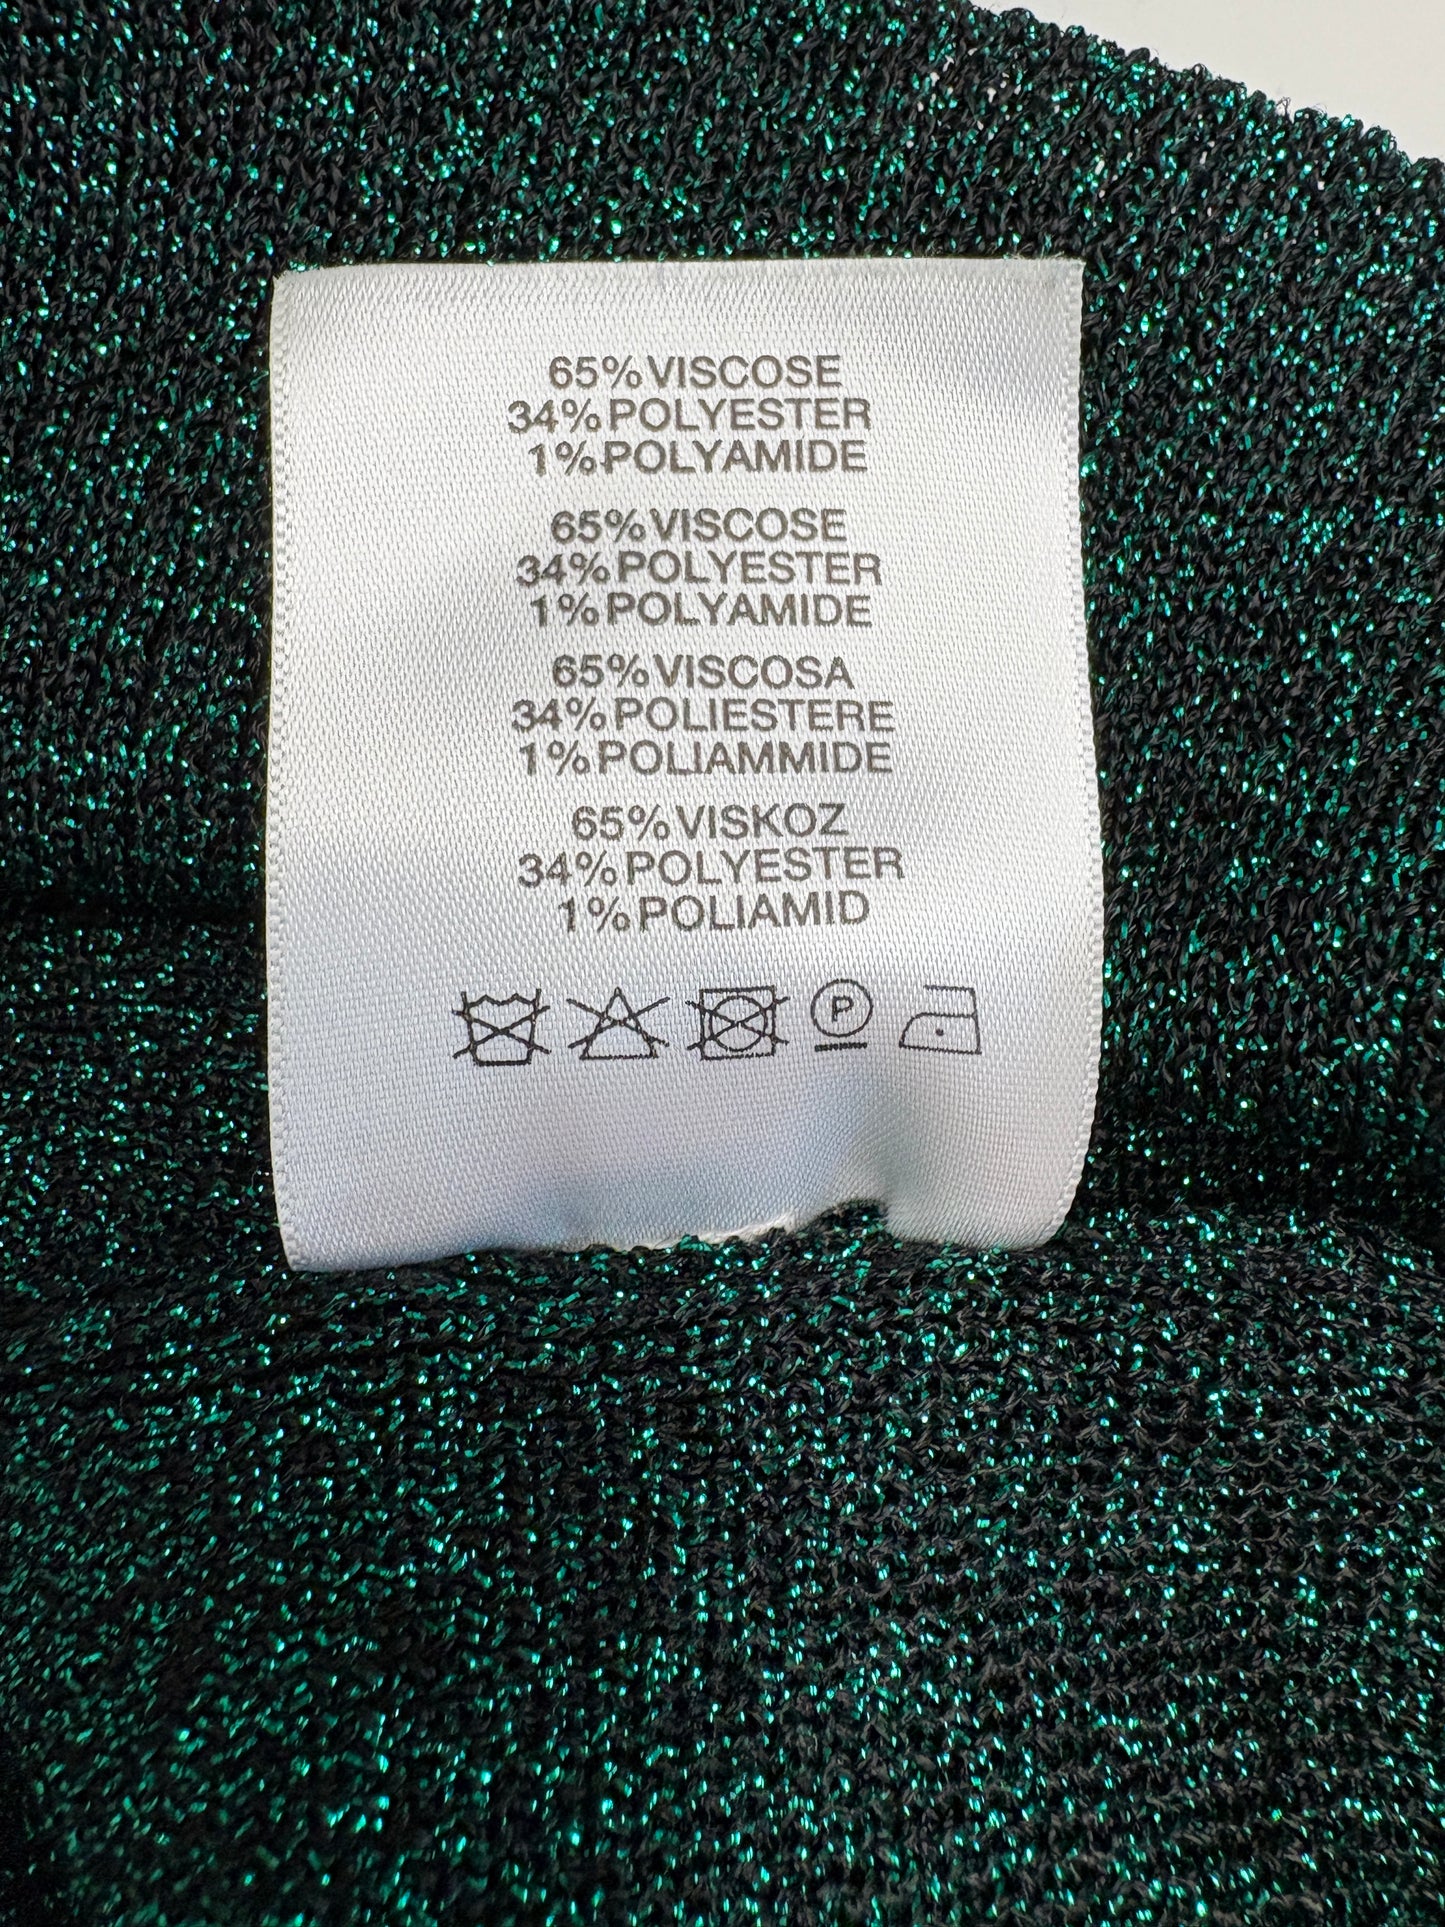 65% VISCOSE
34% POLYESTER
1% POLYAMIDE
65% VISCOSE
34% POLYESTER
1% POLYAMIDE
65% VISCOSA
34% POLIESTERE
1% POLIAMMIDE
65% VISKOZ
34% POLYESTER
1% POLIAMID
P